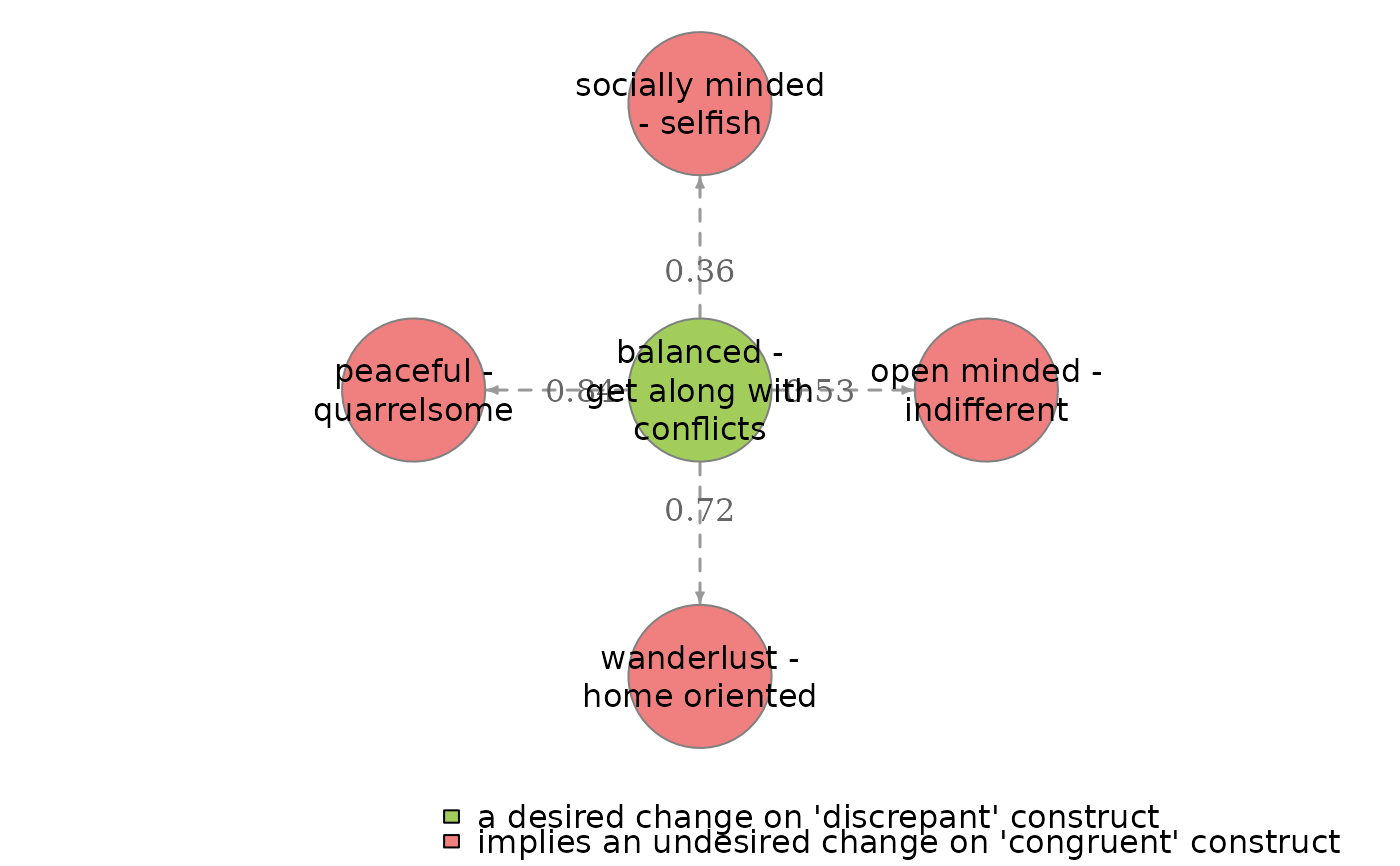 socially minded
- selfish
0.36
peaceful -
quarrelsome
0.84
balanced -
get along with
conflicts
0.53
open minded -
indifferent
0.72
wanderlust -
home oriented
a desired change on 'discrepant' construct
implies an undesired change on 'congruent' construct